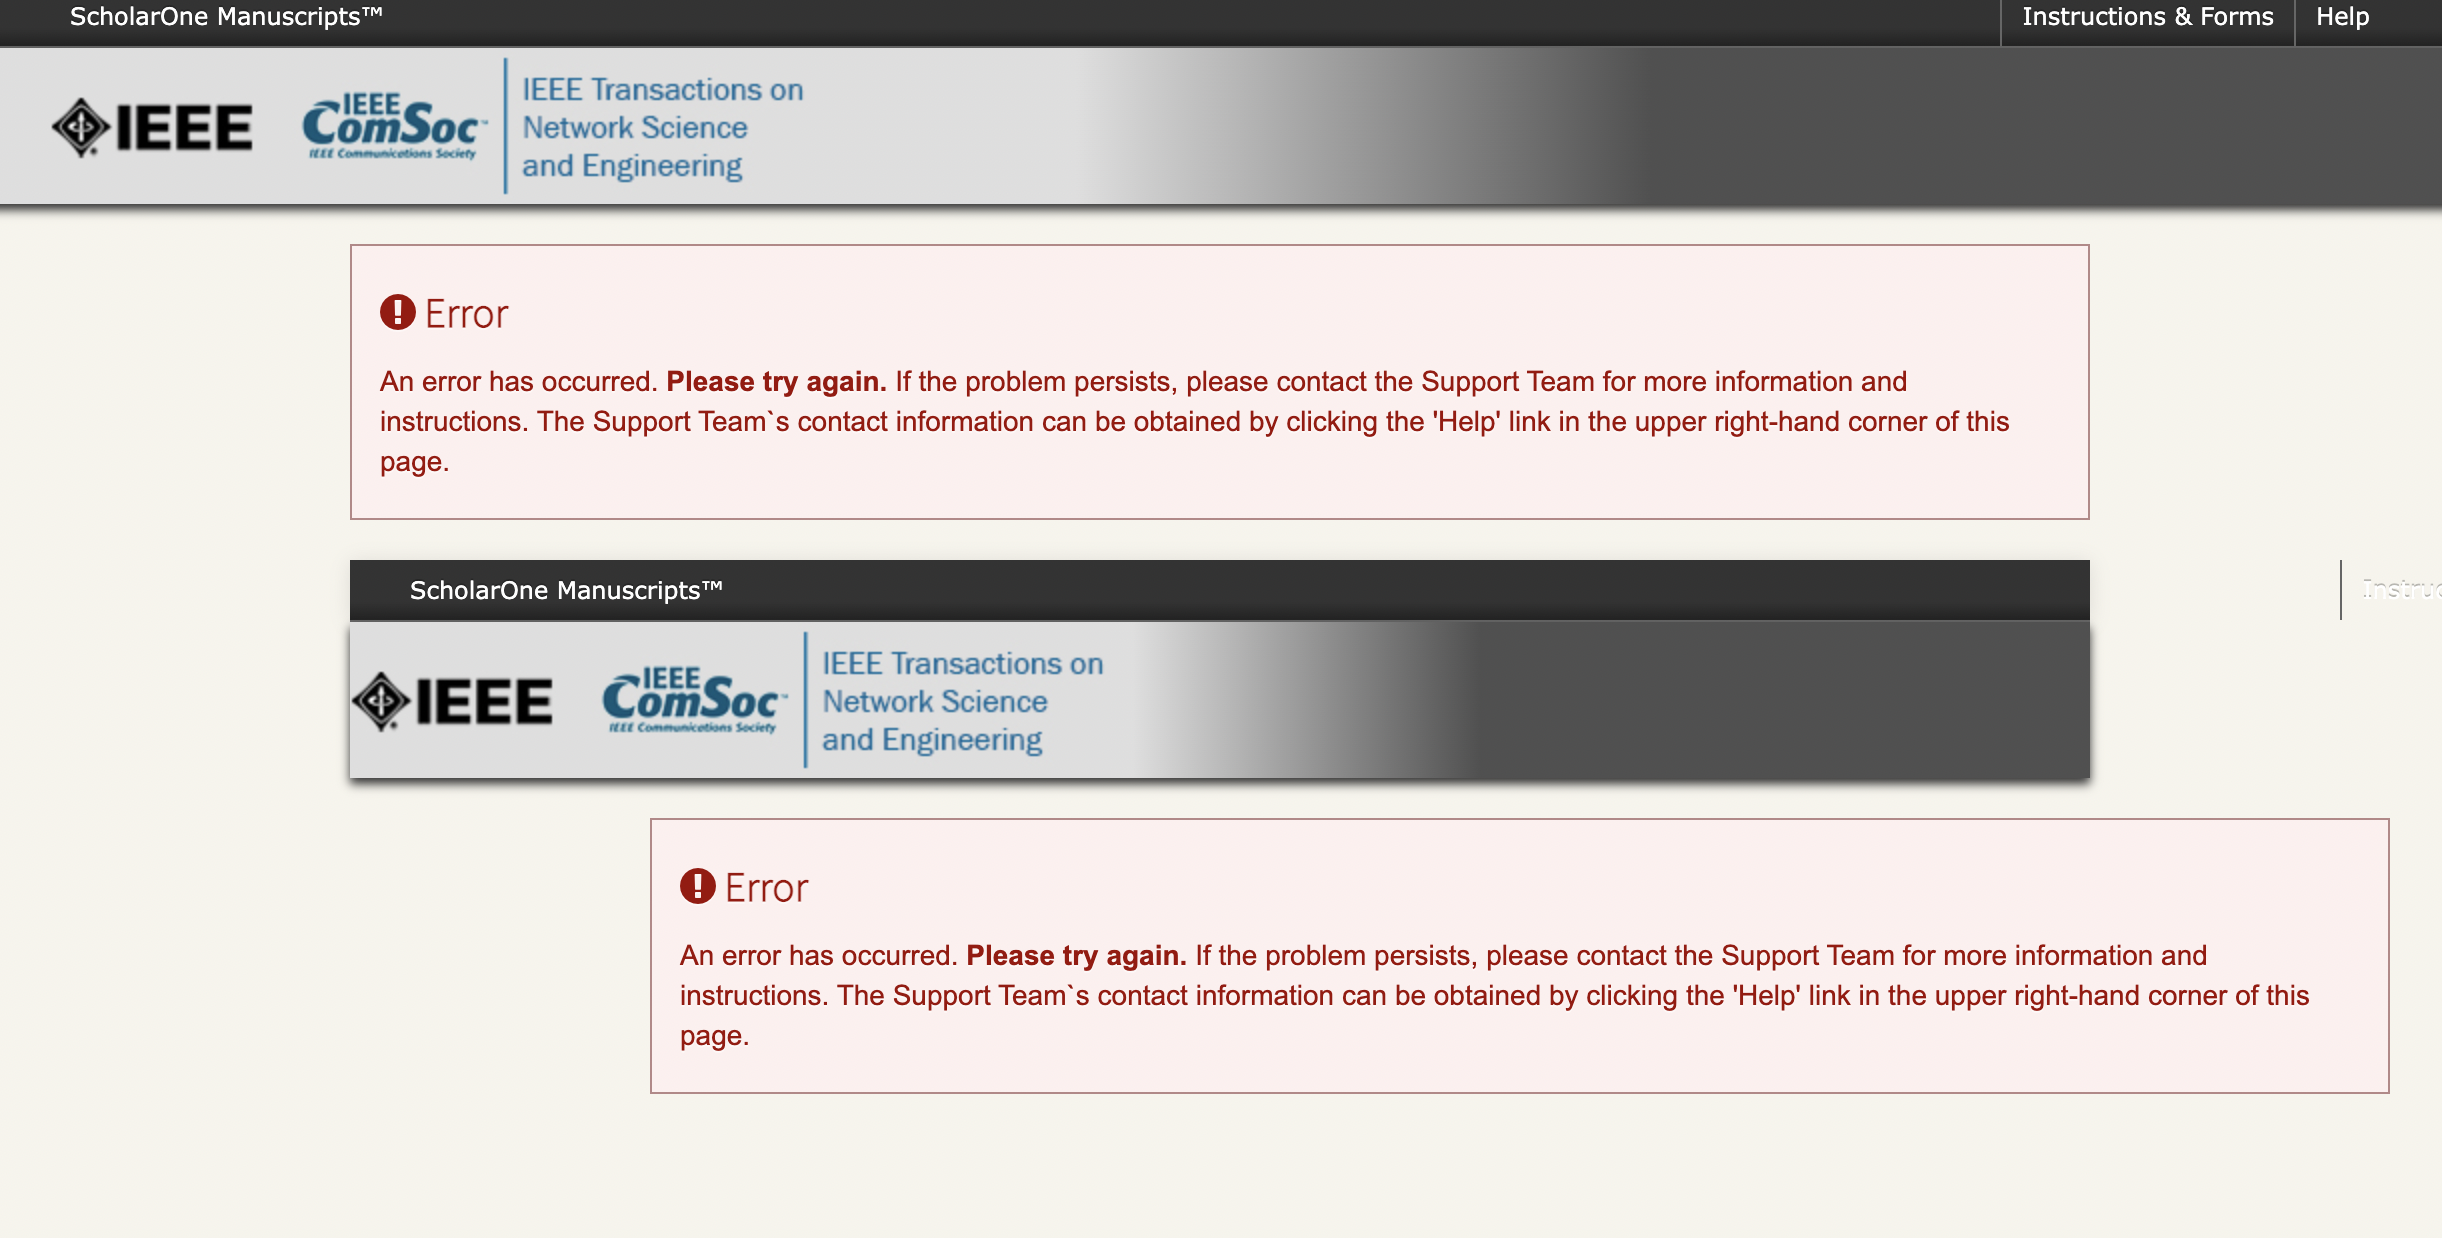 ScholarOne Manuscripts™
Instructions & Forms
Help
IEEE
IEEE
ComSoc™
IEEE Communications Society
IEEE Transactions on
Network Science
and Engineering
Error
An error has occurred. Please try again. If the problem persists, please contact the Support Team for more information and
instructions. The Support Team`s contact information can be obtained by clicking the 'Help' link in the upper right-hand corner of this
page.
ScholarOne Manuscripts™
IEEE
IEEE
ComSoc™
IEEE Communications Society
IEEE Transactions on
Network Science
and Engineering
Error
An error has occurred. Please try again. If the problem persists, please contact the Support Team for more information and
instructions. The Support Team`s contact information can be obtained by clicking the 'Help' link in the upper right-hand corner of this
page.